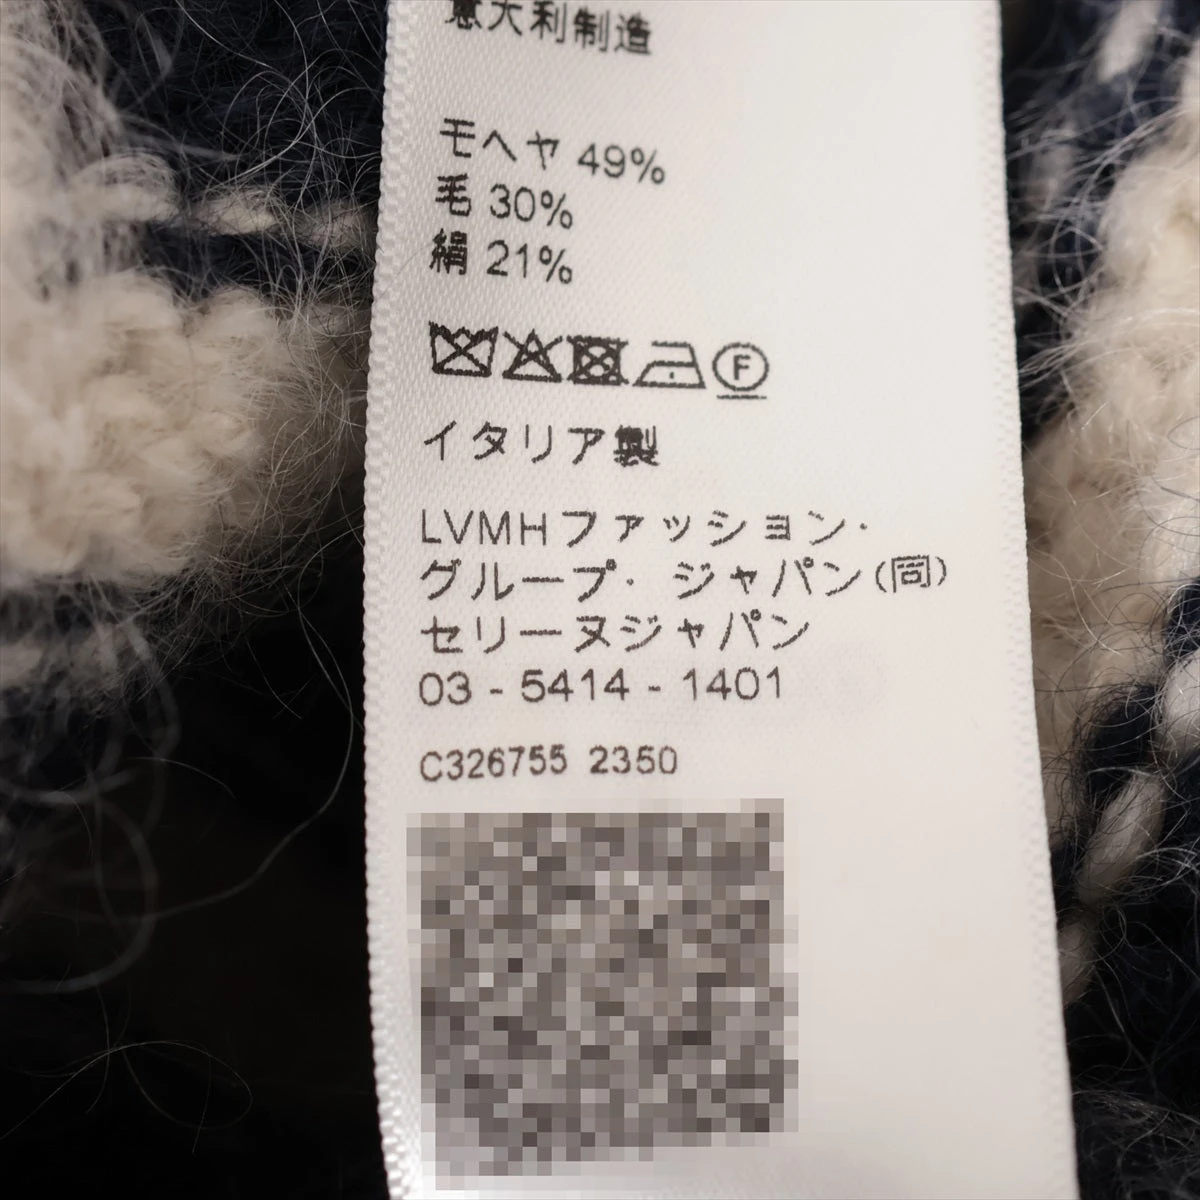 意大利制造
モヘヤ 49%
毛 30%
絹 21%
F
イタリア製
LVMHファッション・
グループ・ジャパン(同)
セリーヌジャパン
03 - 5414 - 1401
C326755 2350